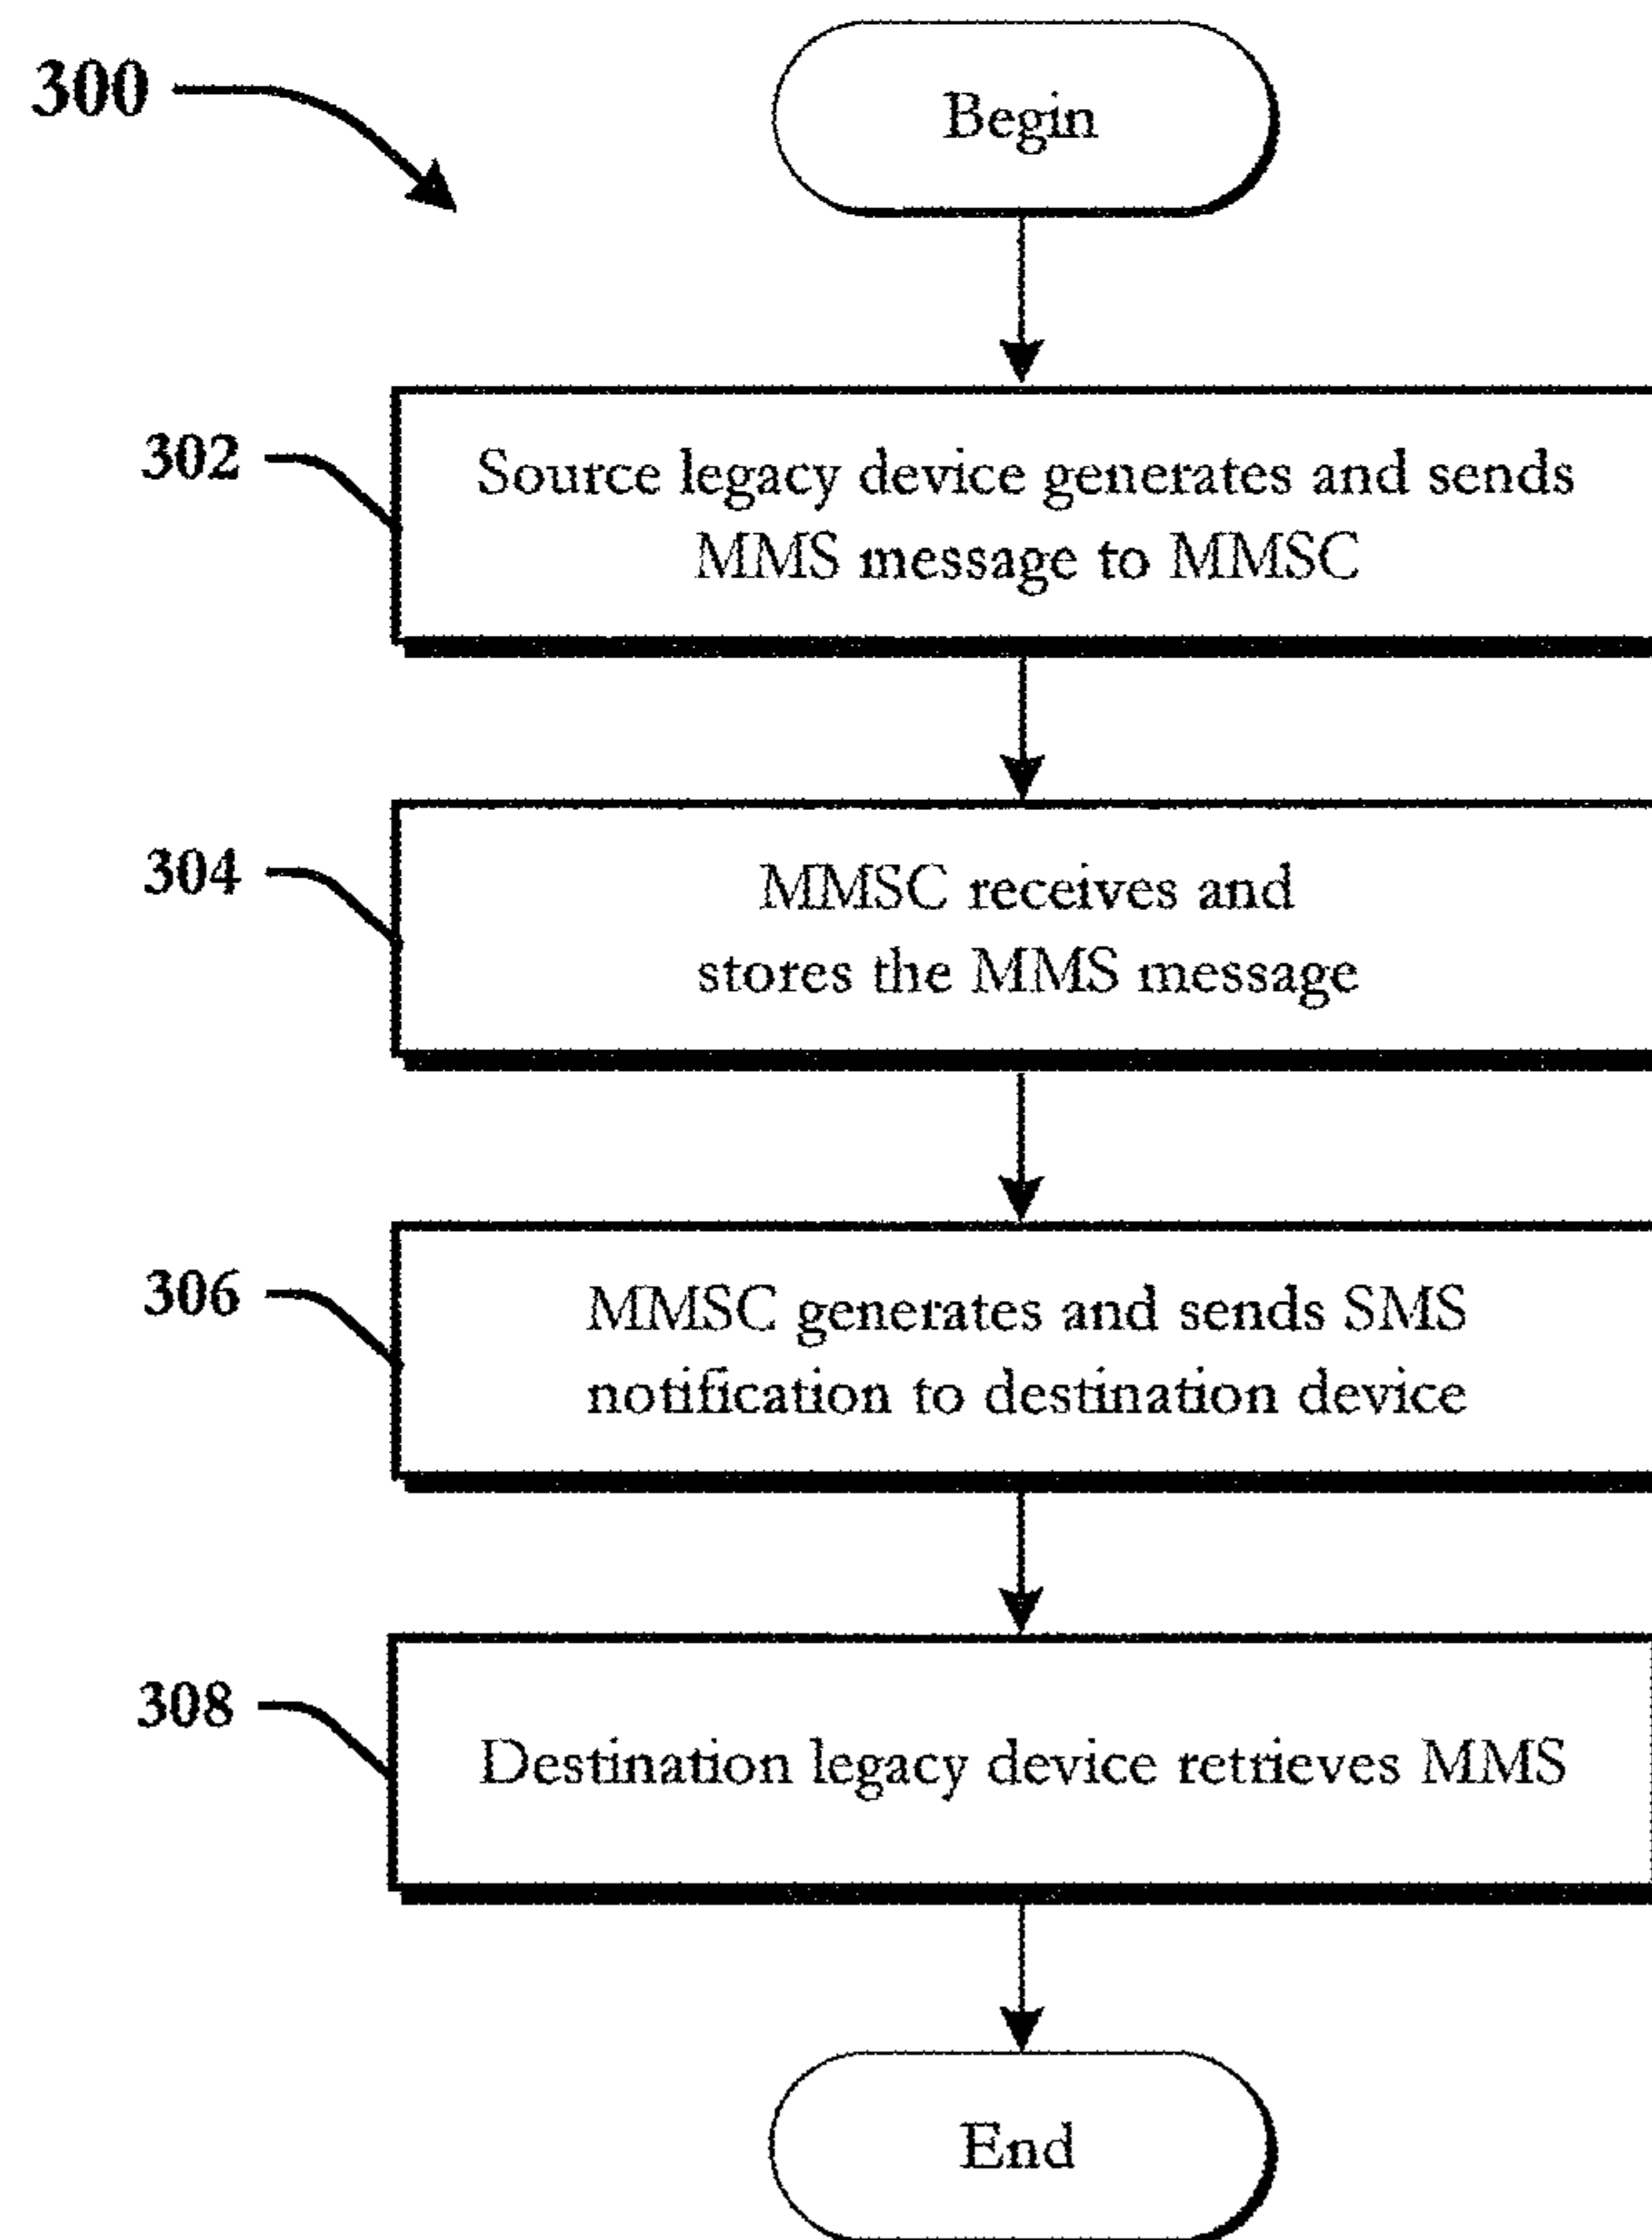 300
Begin
302
Source legacy device generates and sends
MMS message to MMSC
304
MMSC receives and
stores the MMS message
306
MMSC generates and sends SMS
notification to destination device
308
Destination legacy device retrieves MMS
End